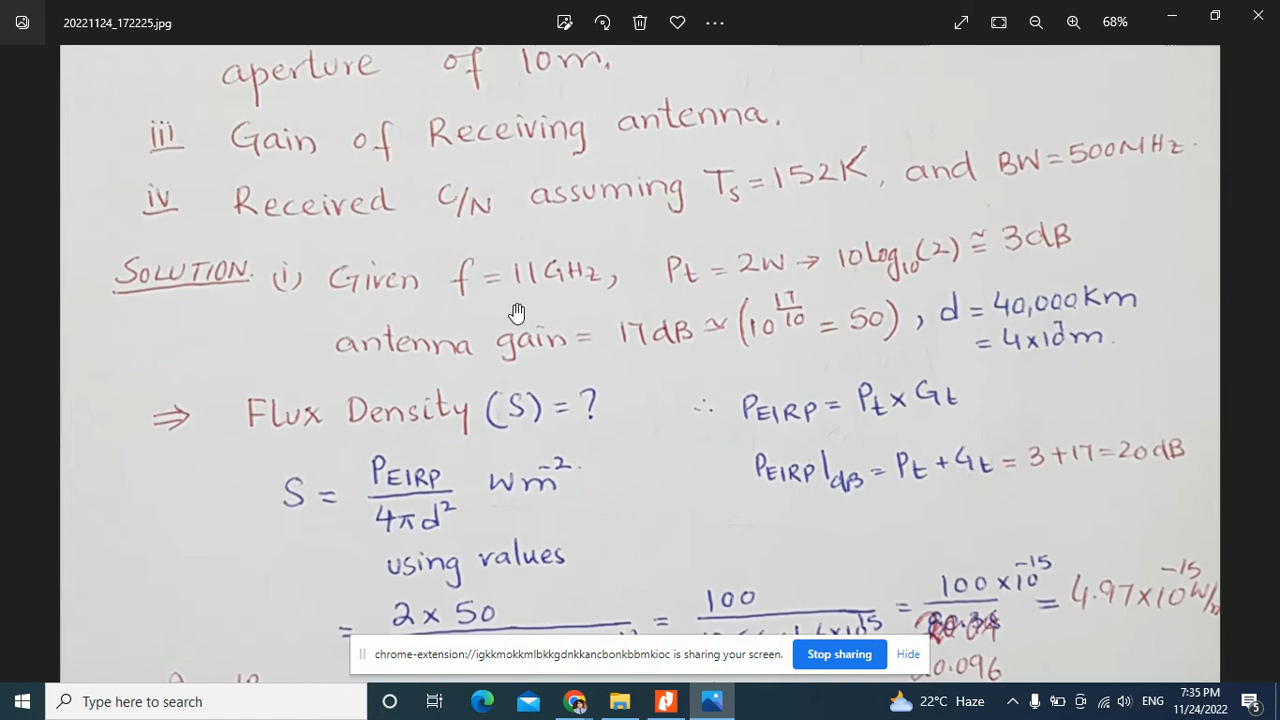 20221124_172225.jpg
68%
aperture of 10m.
iii Gain of Receiving antenna.
iv Received C/N assuming Ts = 152K, and BW = 500MHz.
SOLUTION. (i) Given f = 11GHz, Pt = 2W → 10log₁₀(2) ≅ 3dB
antenna gain = 17dB ≃ (10^17/10 = 50), d = 40,000Km
= 4x10 m.
⇒ Flux Density (S) = ? ∴ PEIRP = Pt x Gt
PEIRP|dB = Pt + Gt = 3+17 = 20dB
S = PEIRP / 4πd² Wm⁻².
using values
= 2 x 50 = 100 = 100 x 10⁻¹⁵ = 4.97x10⁻¹⁵ W/
0.096
chrome-extension://igkkmokkmlbkkgdnkkancbonkbbmkioc is sharing your screen. Stop sharing Hide
Type here to search
22°C Haze
ENG
7:35 PM
11/24/2022
5